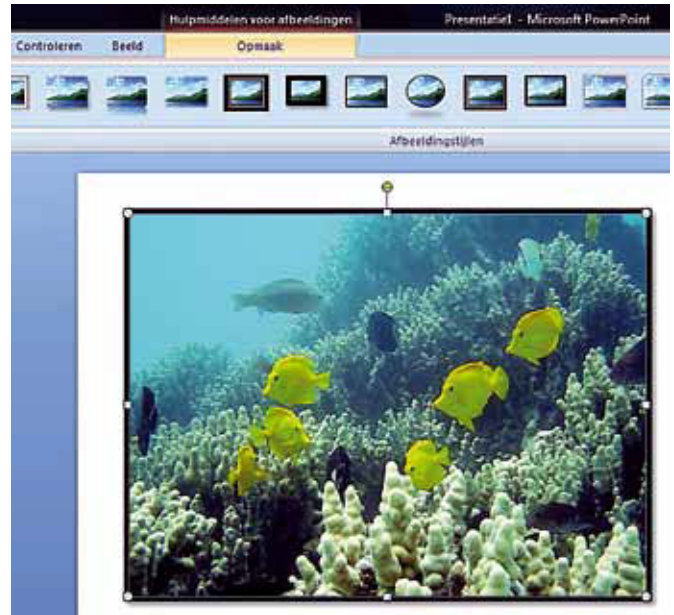 Hulpmiddelen voor afbeeldingen Presentatie1 - Microsoft PowerPoint
Controleren Beeld Opmaak
Afbeeldingstijlen